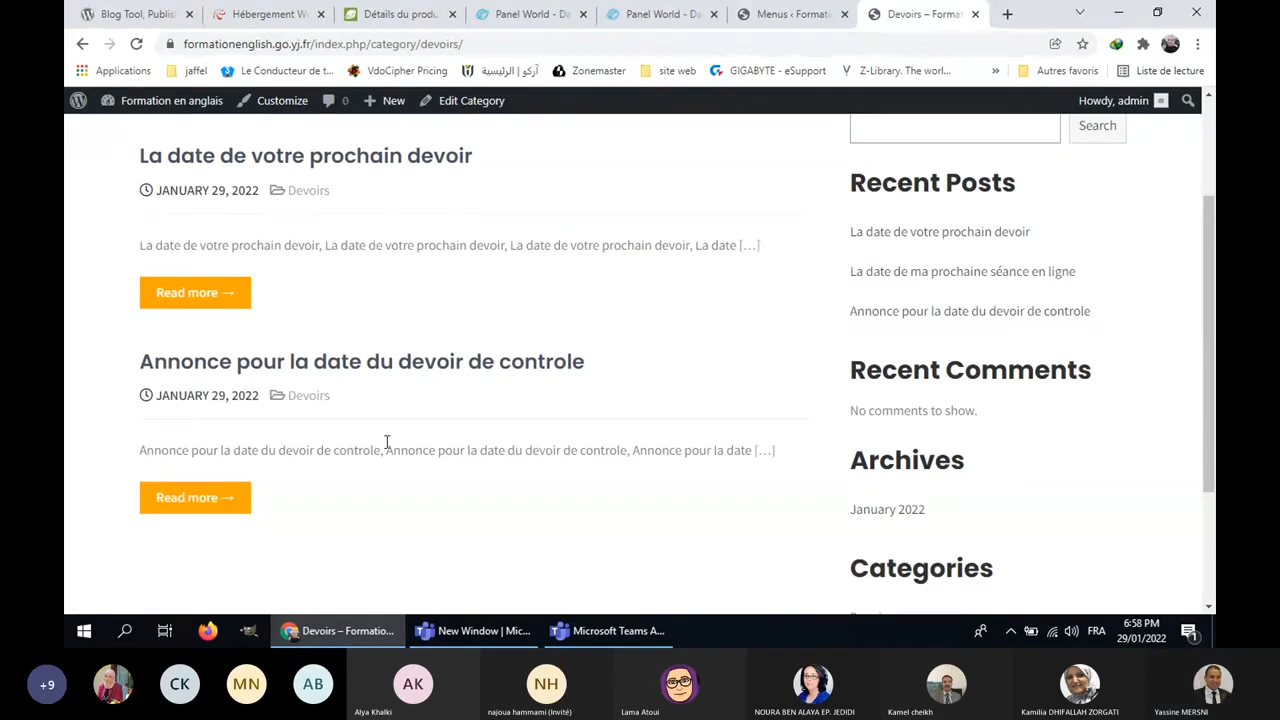 Blog Tool, Publish
Hébergement We
Détails du produ
Panel World - Da
Panel World - Da
Menus ‹ Formati
Devoirs – Format
formationenglish.go.yj.fr/index.php/category/devoirs/
Applications
jaffel
Le Conducteur de t...
VdoCipher Pricing
آركو | الرئيسية
Zonemaster
site web
GIGABYTE - eSupport
Z-Library. The worl...
»
Autres favoris
Liste de lecture
Formation en anglais
Customize
0
New
Edit Category
Howdy, admin
La date de votre prochain devoir
JANUARY 29, 2022 Devoirs
La date de votre prochain devoir, La date de votre prochain devoir, La date de votre prochain devoir, La date […]
Read more →
Annonce pour la date du devoir de controle
JANUARY 29, 2022 Devoirs
Annonce pour la date du devoir de controle, Annonce pour la date du devoir de controle, Annonce pour la date […]
Read more →
Search
Recent Posts
La date de votre prochain devoir
La date de ma prochaine séance en ligne
Annonce pour la date du devoir de controle
Recent Comments
No comments to show.
Archives
January 2022
Categories
Devoirs – Formatio...
New Window | Mic...
Microsoft Teams A...
FRA
6:58 PM
29/01/2022
1
+9
CK
MN
AB
AK
Alya Khalki
NH
najoua hammami (Invité)
Lama Atoui
NOURA BEN ALAYA EP. JEDIDI
Kamel cheikh
Kamilia DHIFALLAH ZORGATI
Yassine MERSNI